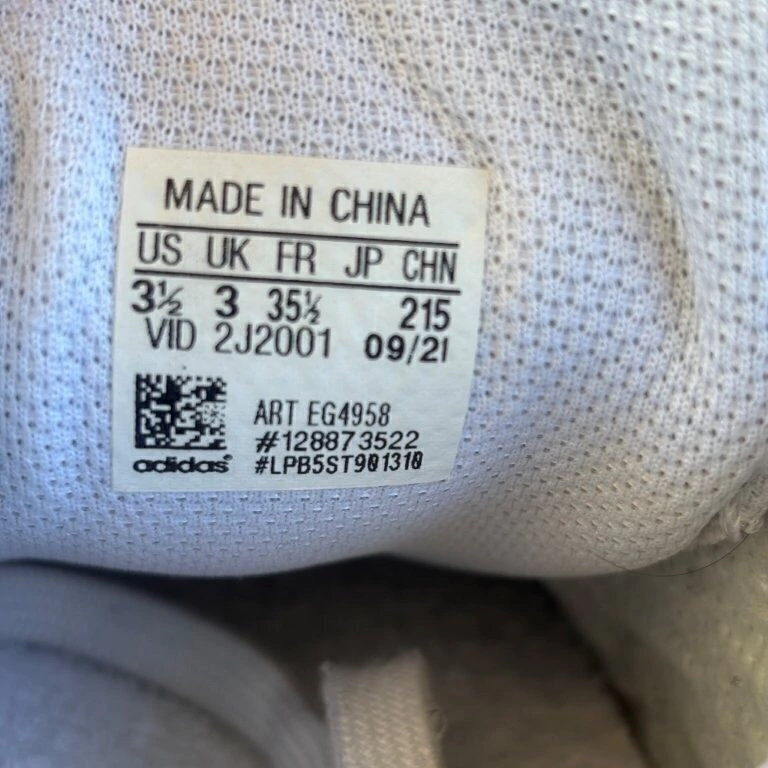 MADE IN CHINA
US UK FR JP CHN
3½ 3 35½ 215
VID 2J2001 09/21
ART EG4958
#128873522
adidas #LPB5ST901310